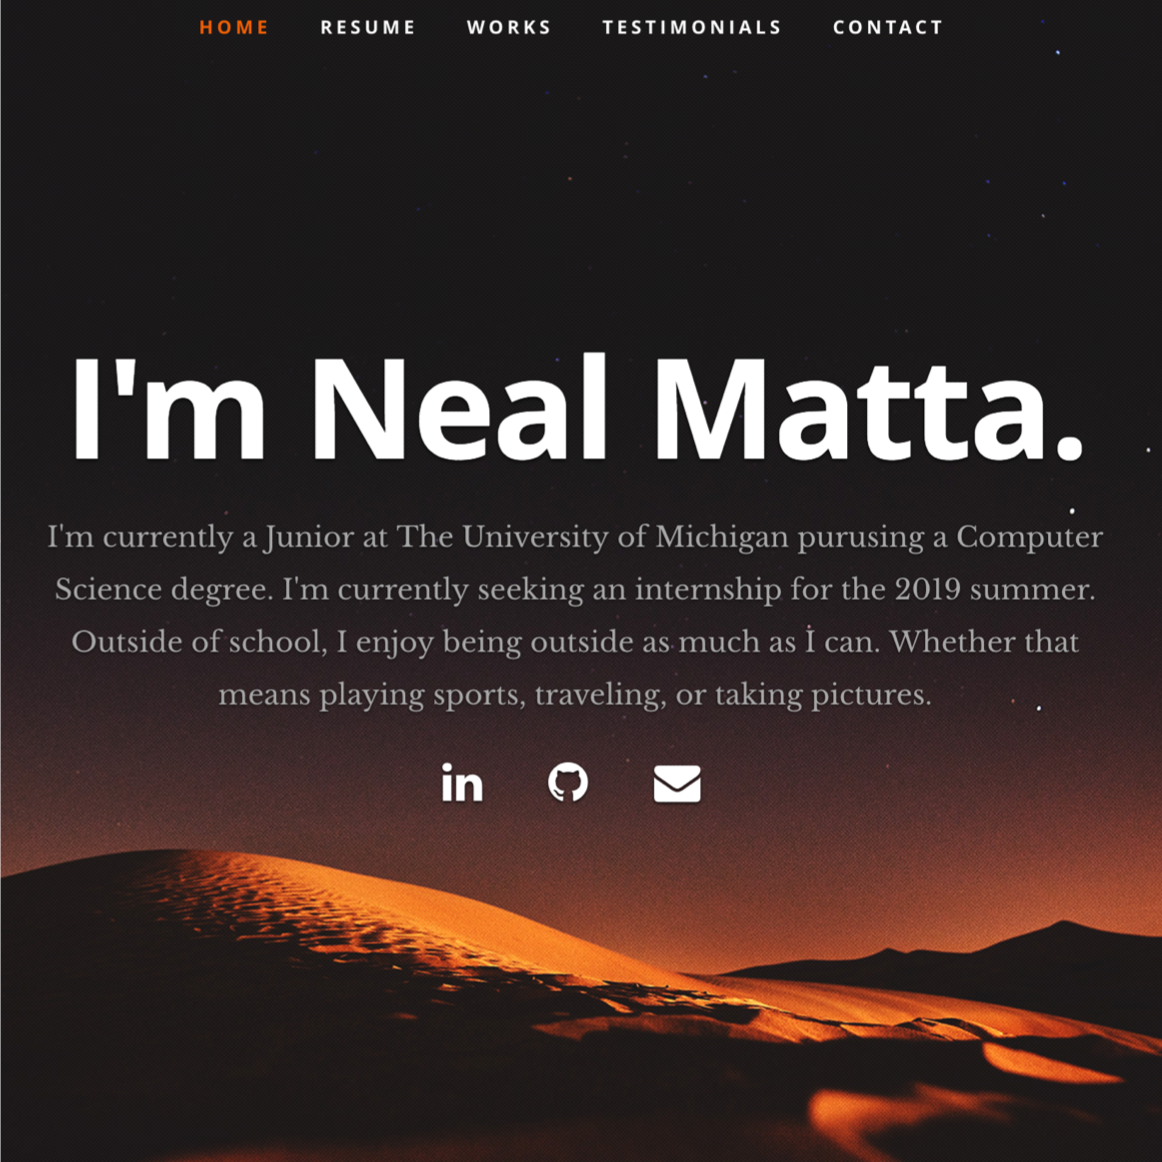 HOME RESUME WORKS TESTIMONIALS CONTACT
I'm Neal Matta.
I'm currently a Junior at The University of Michigan purusing a Computer
Science degree. I'm currently seeking an internship for the 2019 summer.
Outside of school, I enjoy being outside as much as I can. Whether that
means playing sports, traveling, or taking pictures.
in